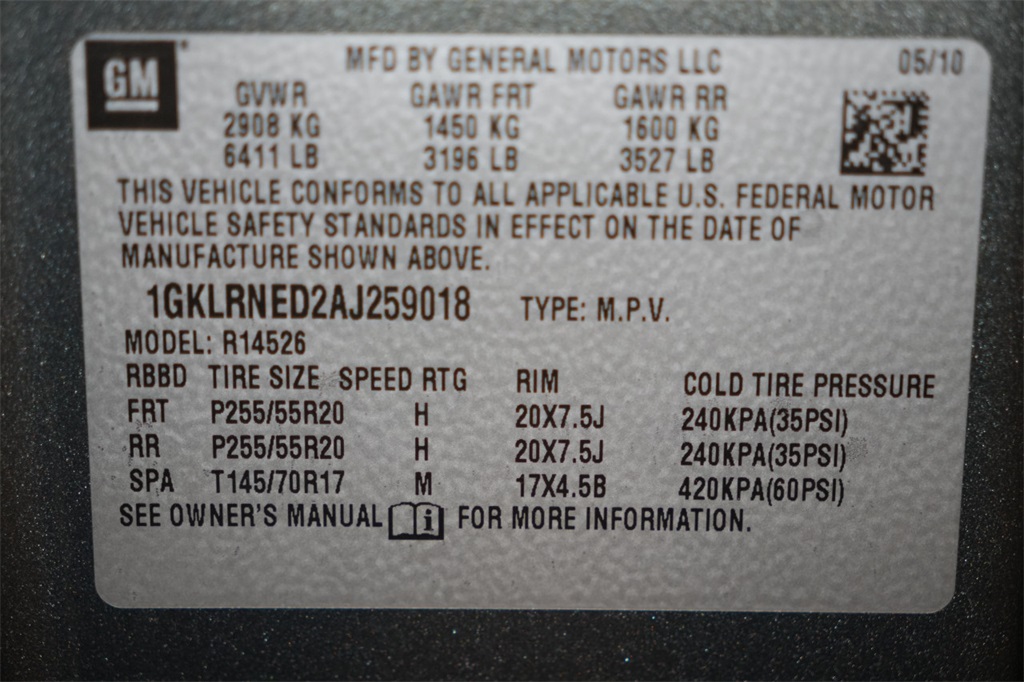 GM
MFD BY GENERAL MOTORS LLC 05/10
GVWR GAWR FRT GAWR RR
2908 KG 1450 KG 1600 KG
6411 LB 3196 LB 3527 LB
THIS VEHICLE CONFORMS TO ALL APPLICABLE U.S. FEDERAL MOTOR
VEHICLE SAFETY STANDARDS IN EFFECT ON THE DATE OF
MANUFACTURE SHOWN ABOVE.
1GKLRNED2AJ259018 TYPE: M.P.V.
MODEL: R14526
RBBD TIRE SIZE SPEED RTG RIM COLD TIRE PRESSURE
FRT P255/55R20 H 20X7.5J 240KPA(35PSI)
RR P255/55R20 H 20X7.5J 240KPA(35PSI)
SPA T145/70R17 M 17X4.5B 420KPA(60PSI)
SEE OWNER'S MANUAL i FOR MORE INFORMATION.